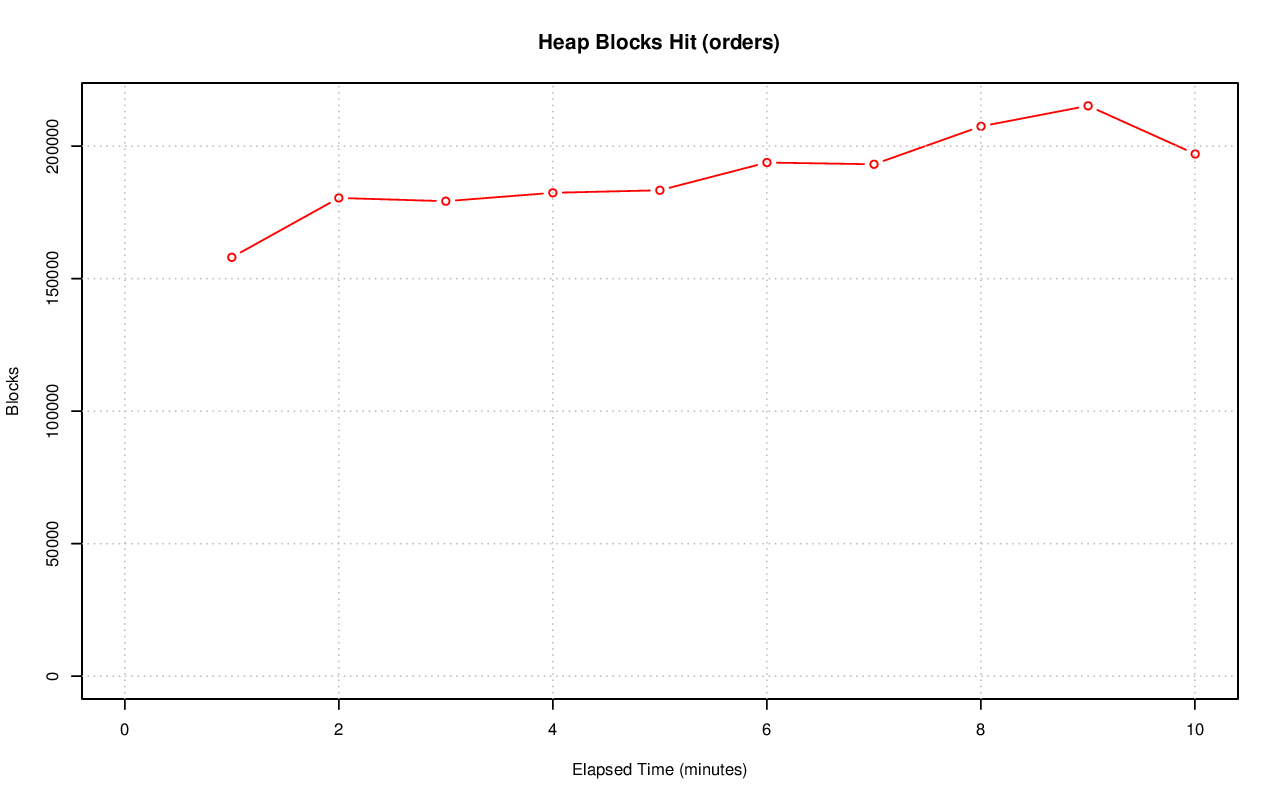 Heap Blocks Hit (orders)
Blocks
200000
150000
100000
50000
0
0 2 4 6 8 10
Elapsed Time (minutes)